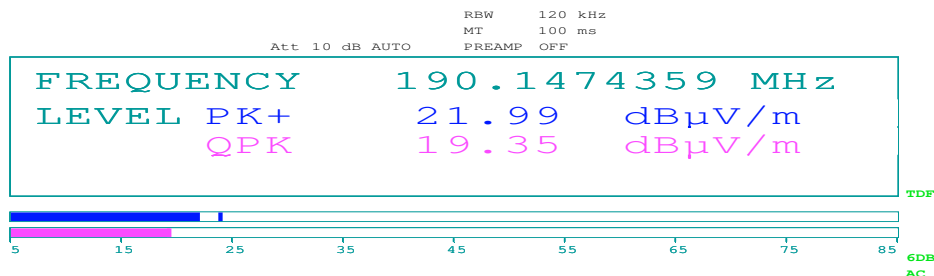 RBW 120 kHz
MT 100 ms
Att 10 dB AUTO PREAMP OFF
FREQUENCY 190.1474359 MHz
LEVEL PK+ 21.99 dBµV/m
QPK 19.35 dBµV/m
TDF
5 15 25 35 45 55 65 75 85
6DB
AC